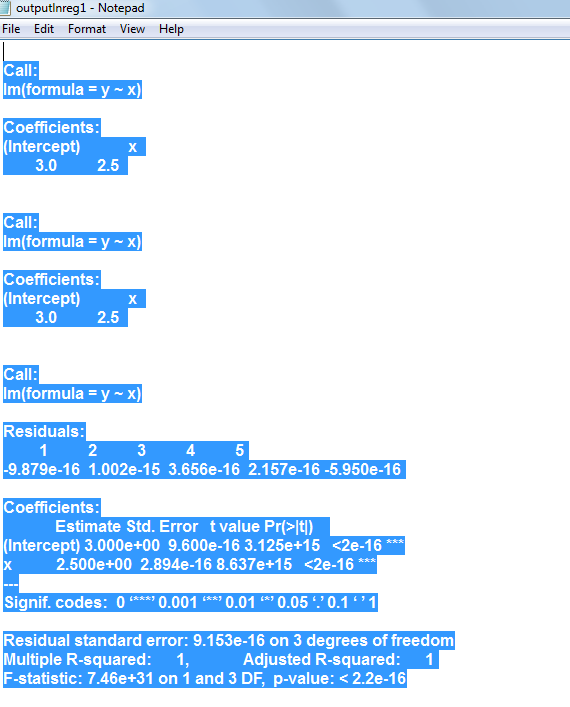 outputlnreg1 - Notepad
File Edit Format View Help
Call:
lm(formula = y ~ x)
Coefficients:
(Intercept) x
3.0 2.5
Call:
lm(formula = y ~ x)
Coefficients:
(Intercept) x
3.0 2.5
Call:
lm(formula = y ~ x)
Residuals:
1 2 3 4 5
-9.879e-16 1.002e-15 3.656e-16 2.157e-16 -5.950e-16
Coefficients:
Estimate Std. Error t value Pr(>|t|)
(Intercept) 3.000e+00 9.600e-16 3.125e+15 <2e-16 ***
x 2.500e+00 2.894e-16 8.637e+15 <2e-16 ***
---
Signif. codes: 0 ‘***’ 0.001 ‘**’ 0.01 ‘*’ 0.05 ‘.’ 0.1 ‘ ’ 1
Residual standard error: 9.153e-16 on 3 degrees of freedom
Multiple R-squared: 1, Adjusted R-squared: 1
F-statistic: 7.46e+31 on 1 and 3 DF, p-value: < 2.2e-16